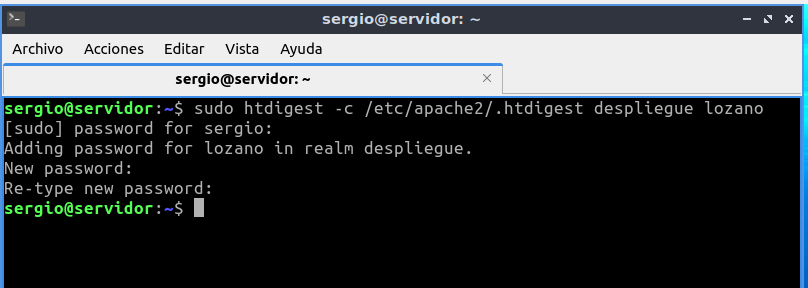 sergio@servidor: ~
Archivo Acciones Editar Vista Ayuda
sergio@servidor: ~
sergio@servidor:~$ sudo htdigest -c /etc/apache2/.htdigest despliegue lozano
[sudo] password for sergio:
Adding password for lozano in realm despliegue.
New password:
Re-type new password:
sergio@servidor:~$